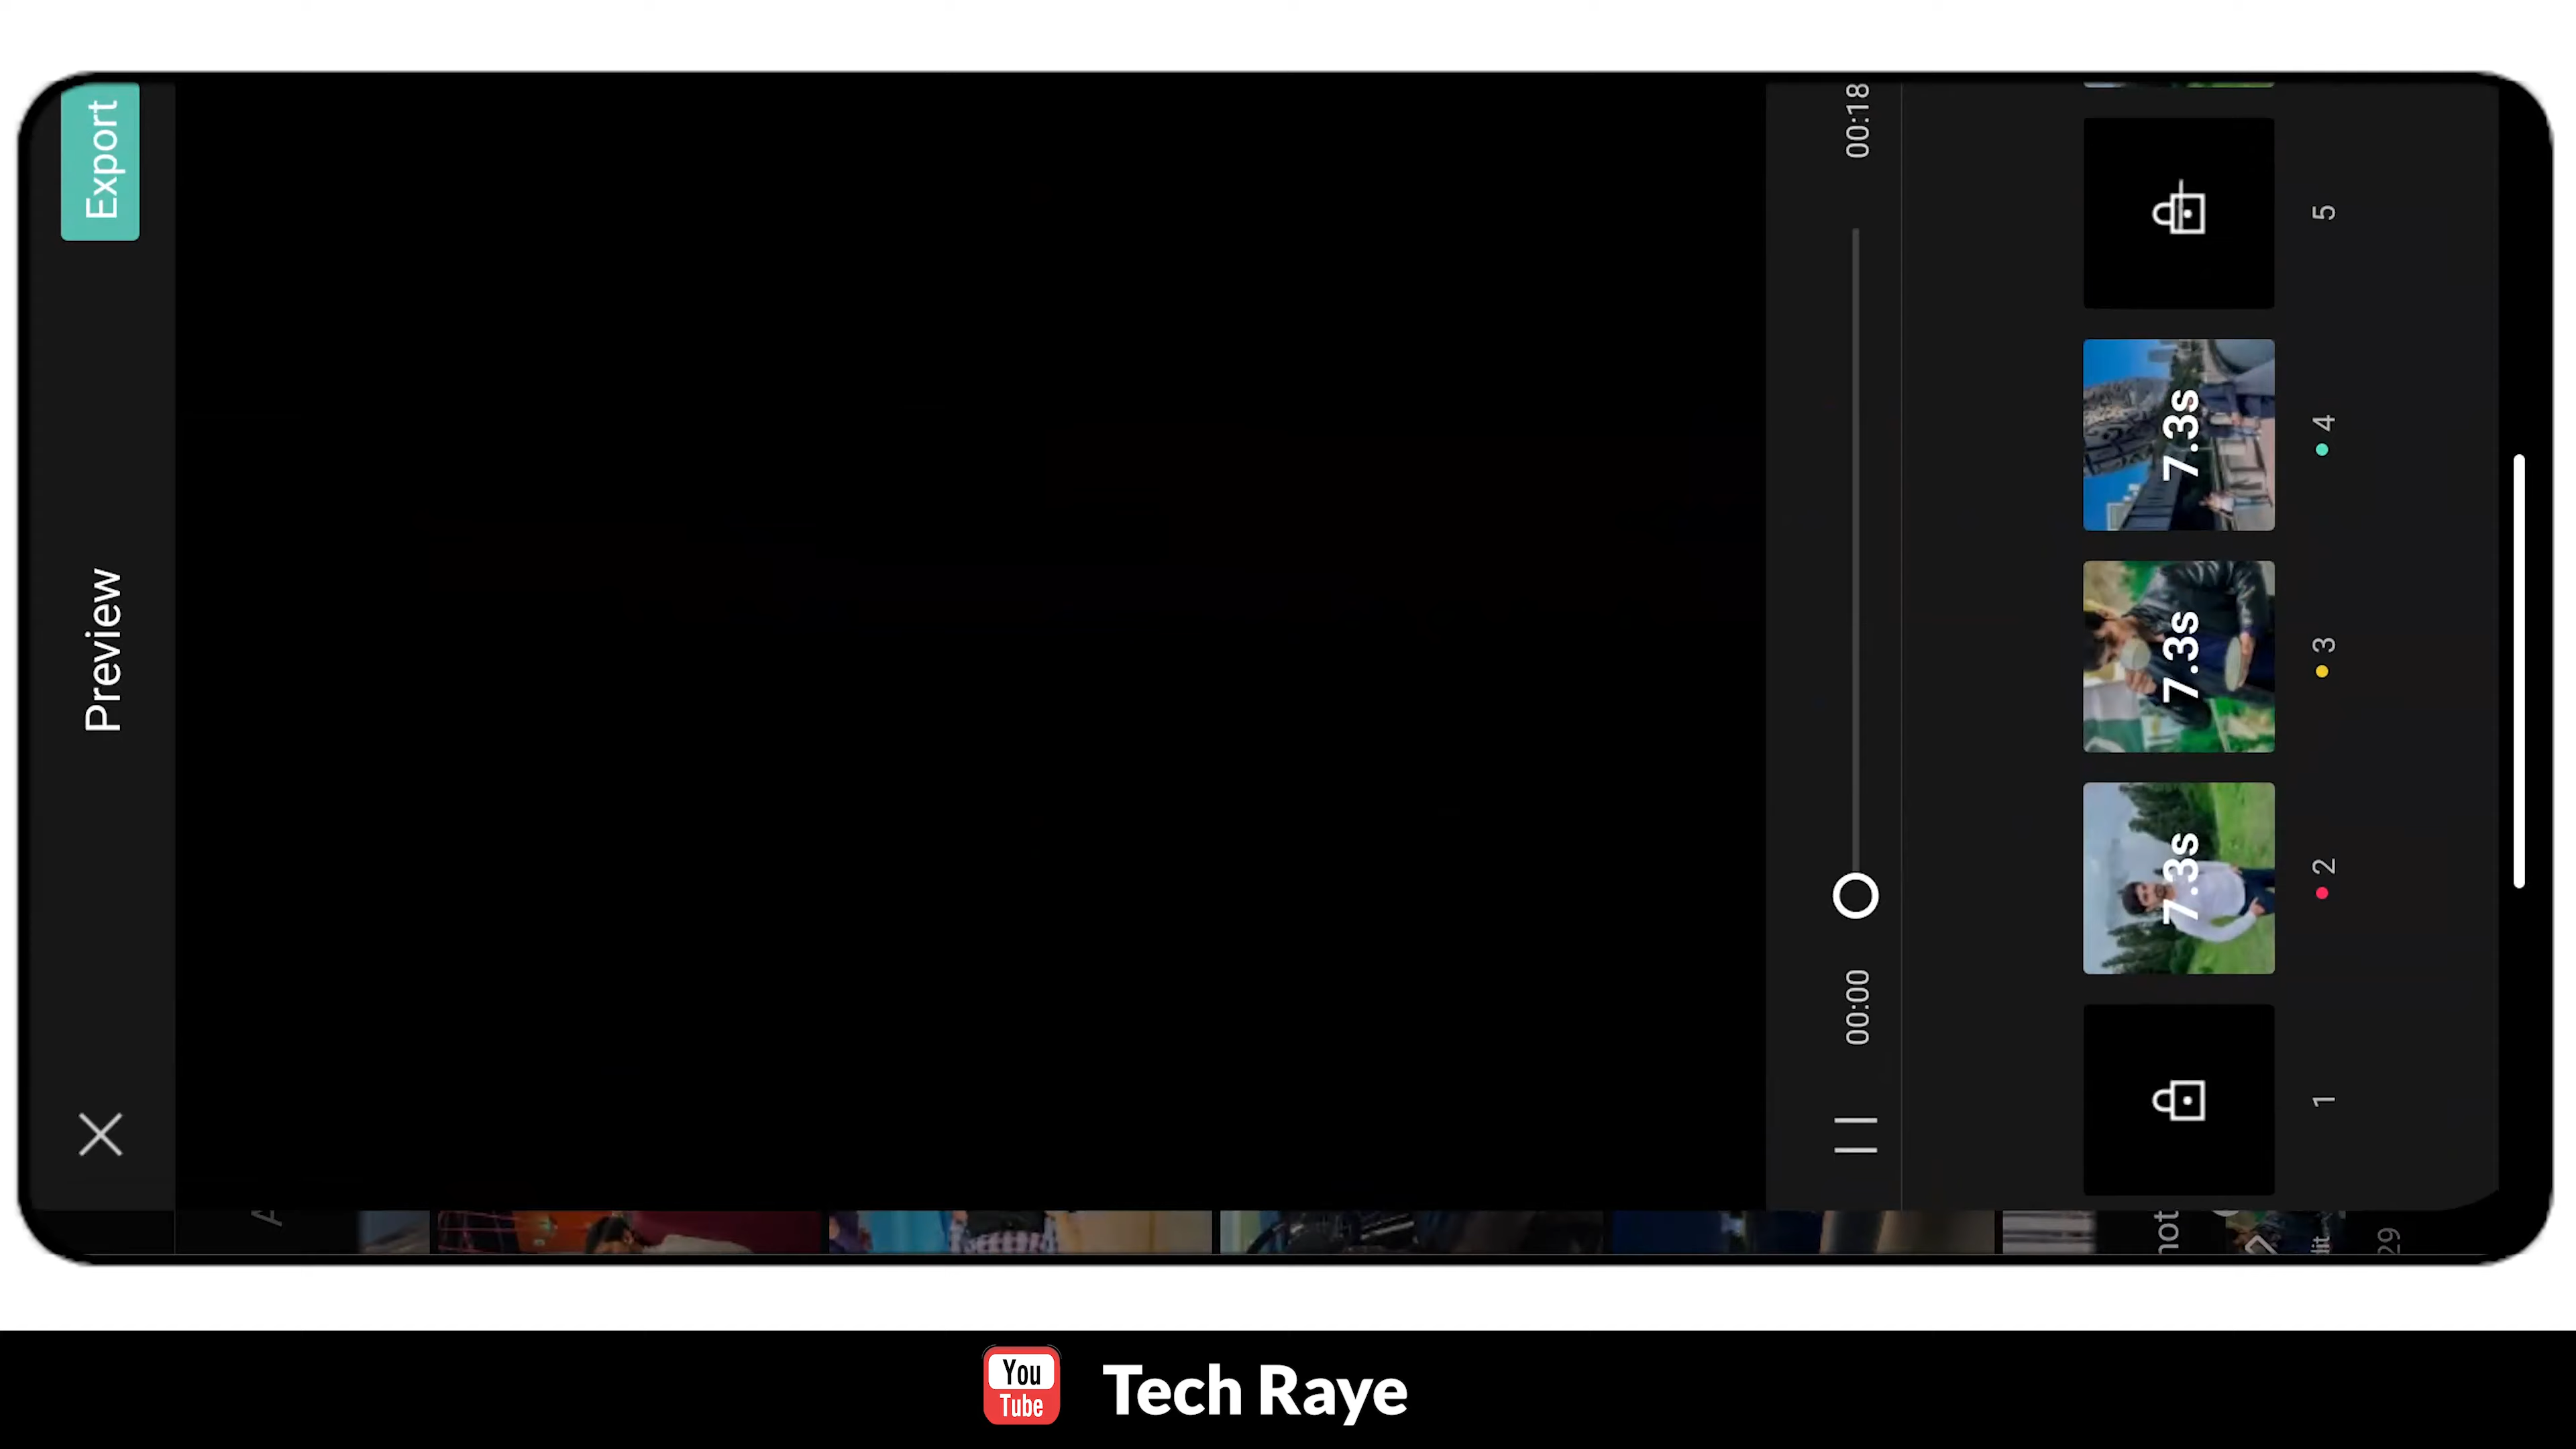 Preview
Export
00:00
00:18
7.3s
7.3s
7.3s
1
2
3
4
5
A
29
You
Tube
Tech Raye